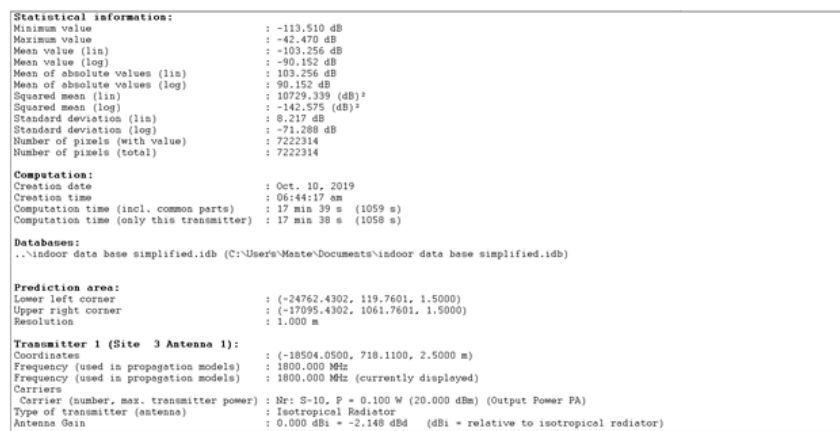 Statistical information:
Minimum value : -113.510 dB
Maximum value : -42.470 dB
Mean value (lin) : -103.256 dB
Mean value (log) : -90.152 dB
Mean of absolute values (lin) : 103.256 dB
Mean of absolute values (log) : 90.152 dB
Squared mean (lin) : 10729.339 (dB)²
Squared mean (log) : -142.575 (dB)²
Standard deviation (lin) : 8.217 dB
Standard deviation (log) : -71.288 dB
Number of pixels (with value) : 7222314
Number of pixels (total) : 7222314
Computation:
Creation date : Oct. 10, 2019
Creation time : 06:44:17 am
Computation time (incl. common parts) : 17 min 39 s (1059 s)
Computation time (only this transmitter) : 17 min 38 s (1058 s)
Databases:
..\indoor data base simplified.idb (C:\Users\Mante\Documents\indoor data base simplified.idb)
Prediction area:
Lower left corner : (-24762.4302, 119.7601, 1.5000)
Upper right corner : (-17095.4302, 1061.7601, 1.5000)
Resolution : 1.000 m
Transmitter 1 (Site 3 Antenna 1):
Coordinates : (-18504.0500, 718.1100, 2.5000 m)
Frequency (used in propagation models) : 1800.000 MHz
Frequency (used in propagation models) : 1800.000 MHz (currently displayed)
Carriers
Carrier (number, max. transmitter power) : Nr: S-10, P = 0.100 W (20.000 dBm) (Output Power PA)
Type of transmitter (antenna) : Isotropical Radiator
Antenna Gain : 0.000 dBi = -2.148 dBd (dBi = relative to isotropical radiator)